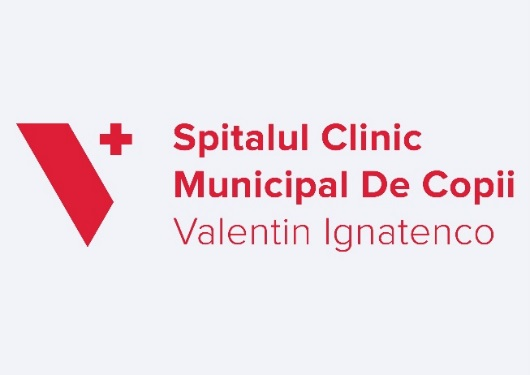 Spitalul Clinic
Municipal De Copii
Valentin Ignatenco